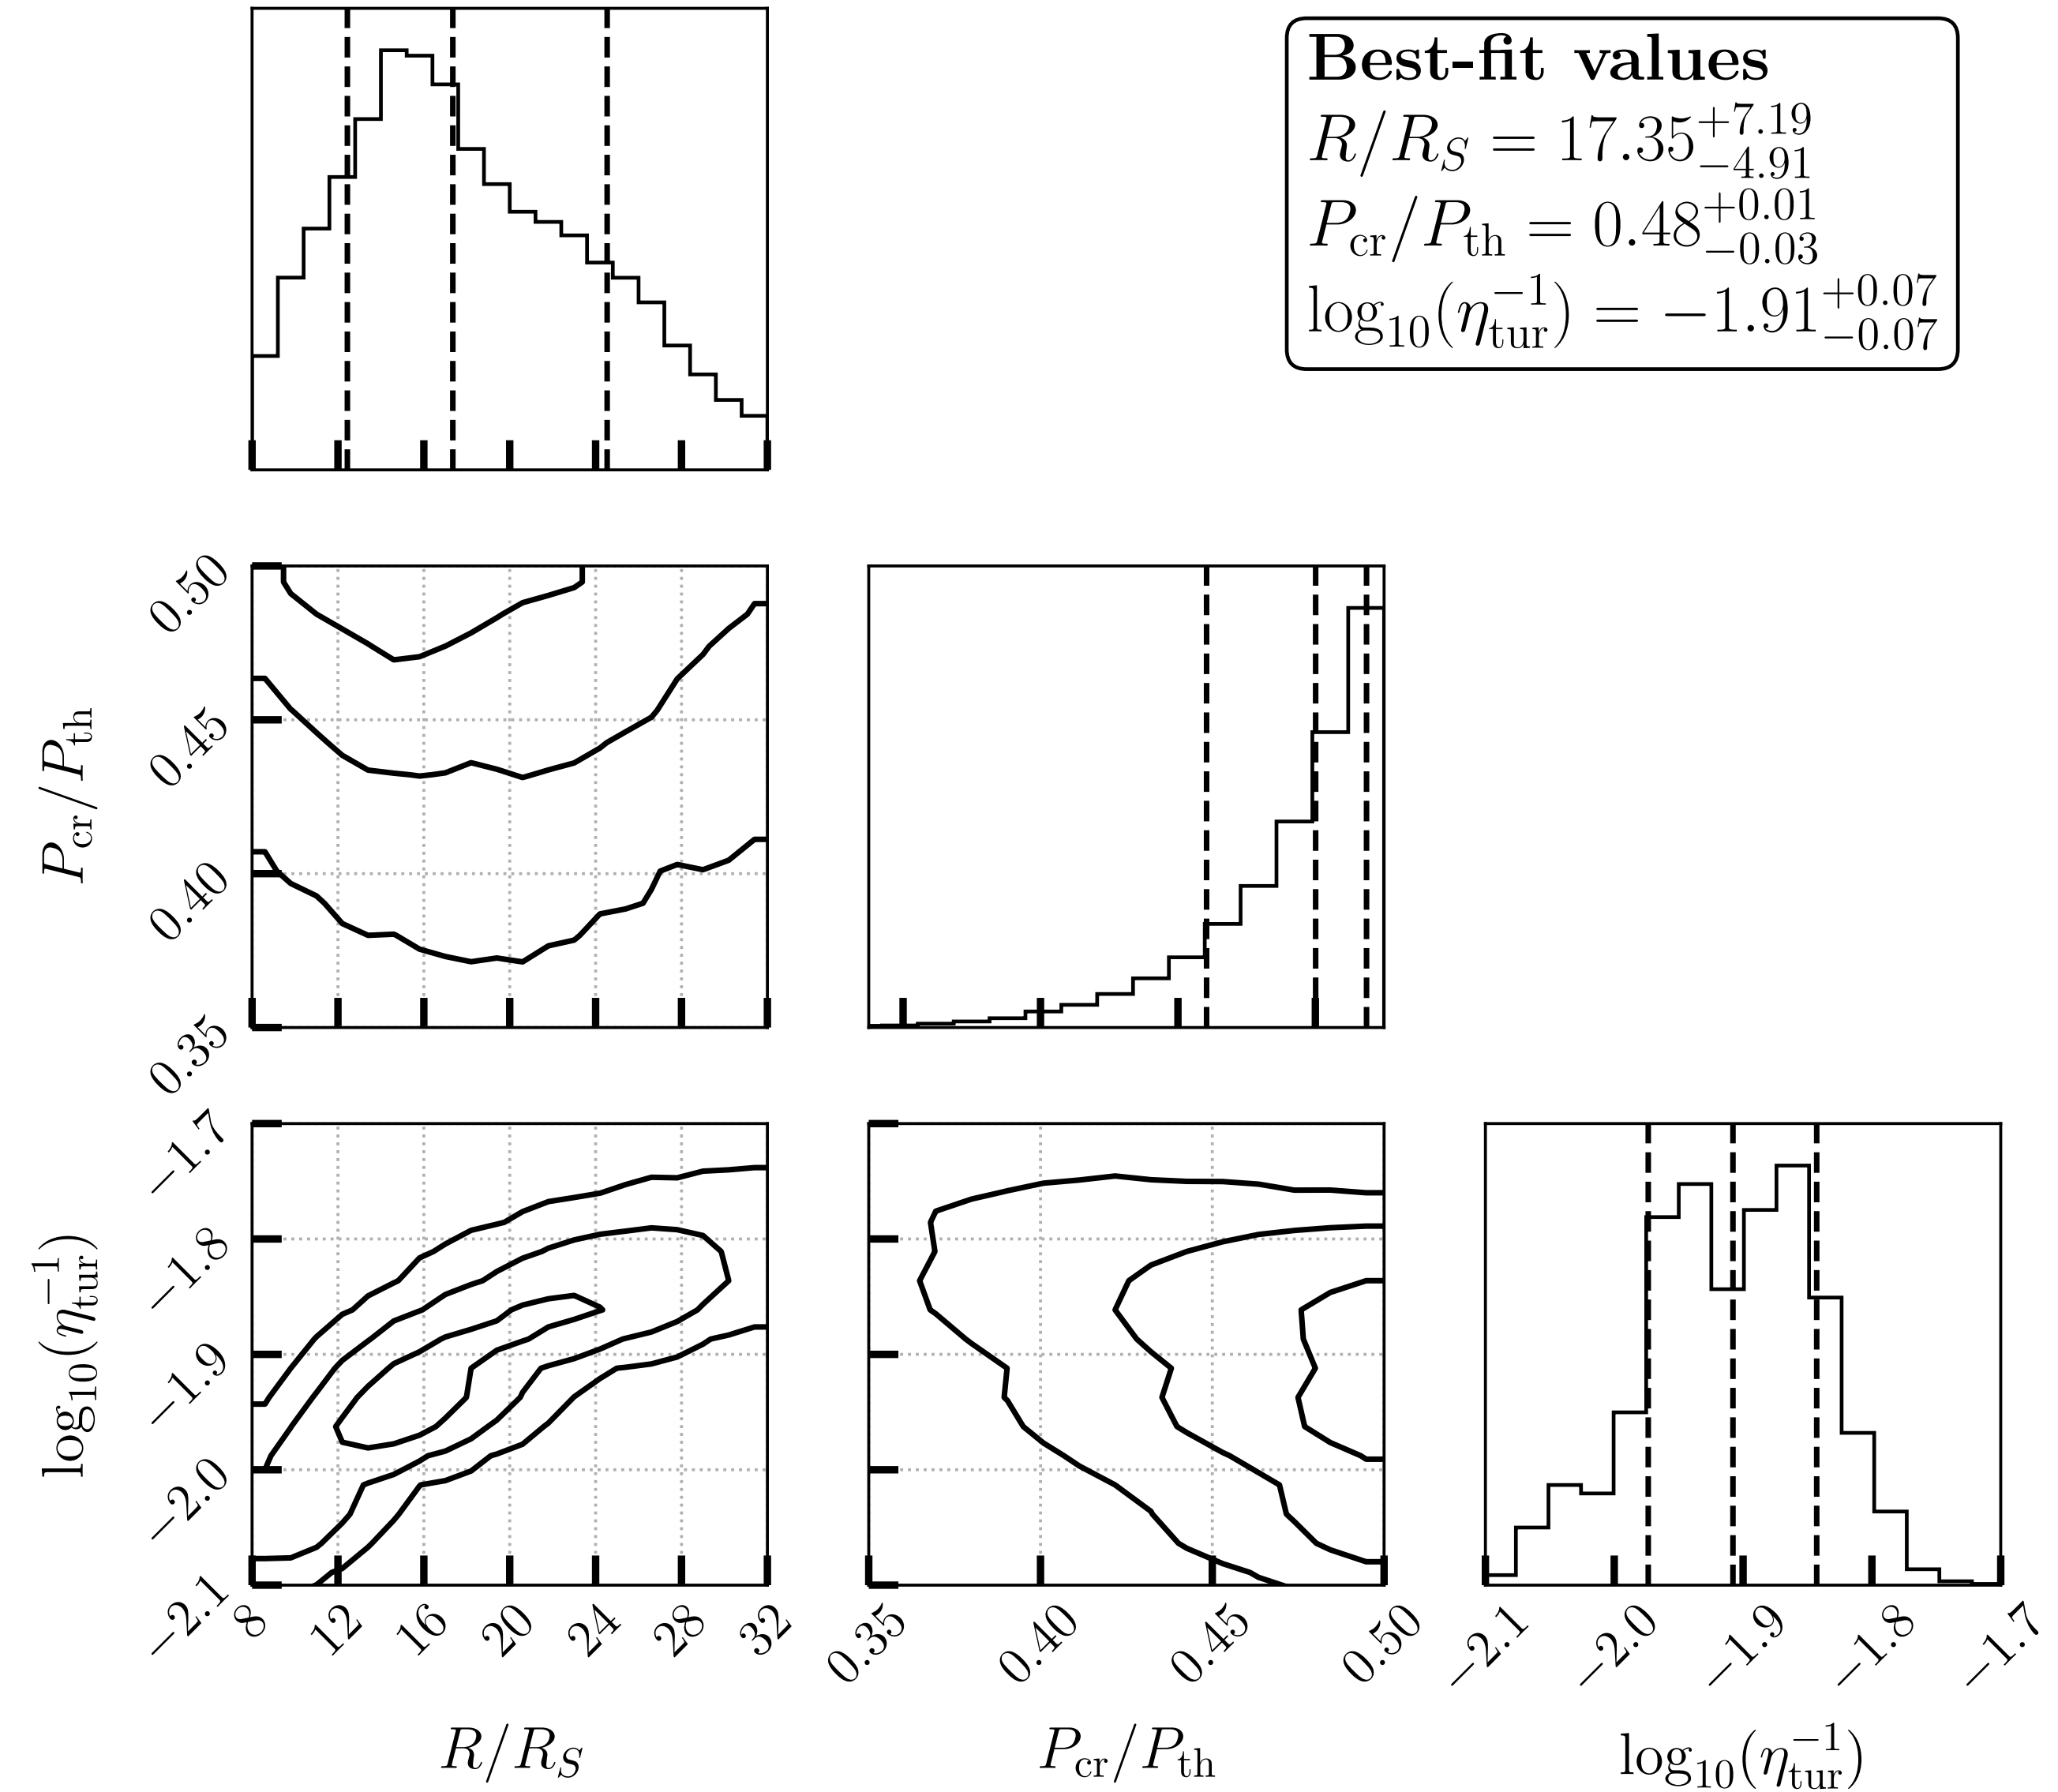 Best-fit values
R/R_S = 17.35^{+7.19}_{−4.91}
P_cr/P_th = 0.48^{+0.01}_{−0.03}
log_10(η_tur^{−1}) = −1.91^{+0.07}_{−0.07}
P_cr/P_th
0.50
0.45
0.40
0.35
log_10(η_tur^{−1})
−1.7
−1.8
−1.9
−2.0
−2.1
8 12 16 20 24 28 32
0.35 0.40 0.45 0.50
−2.1 −2.0 −1.9 −1.8 −1.7
R/R_S
P_cr/P_th
log_10(η_tur^{−1})